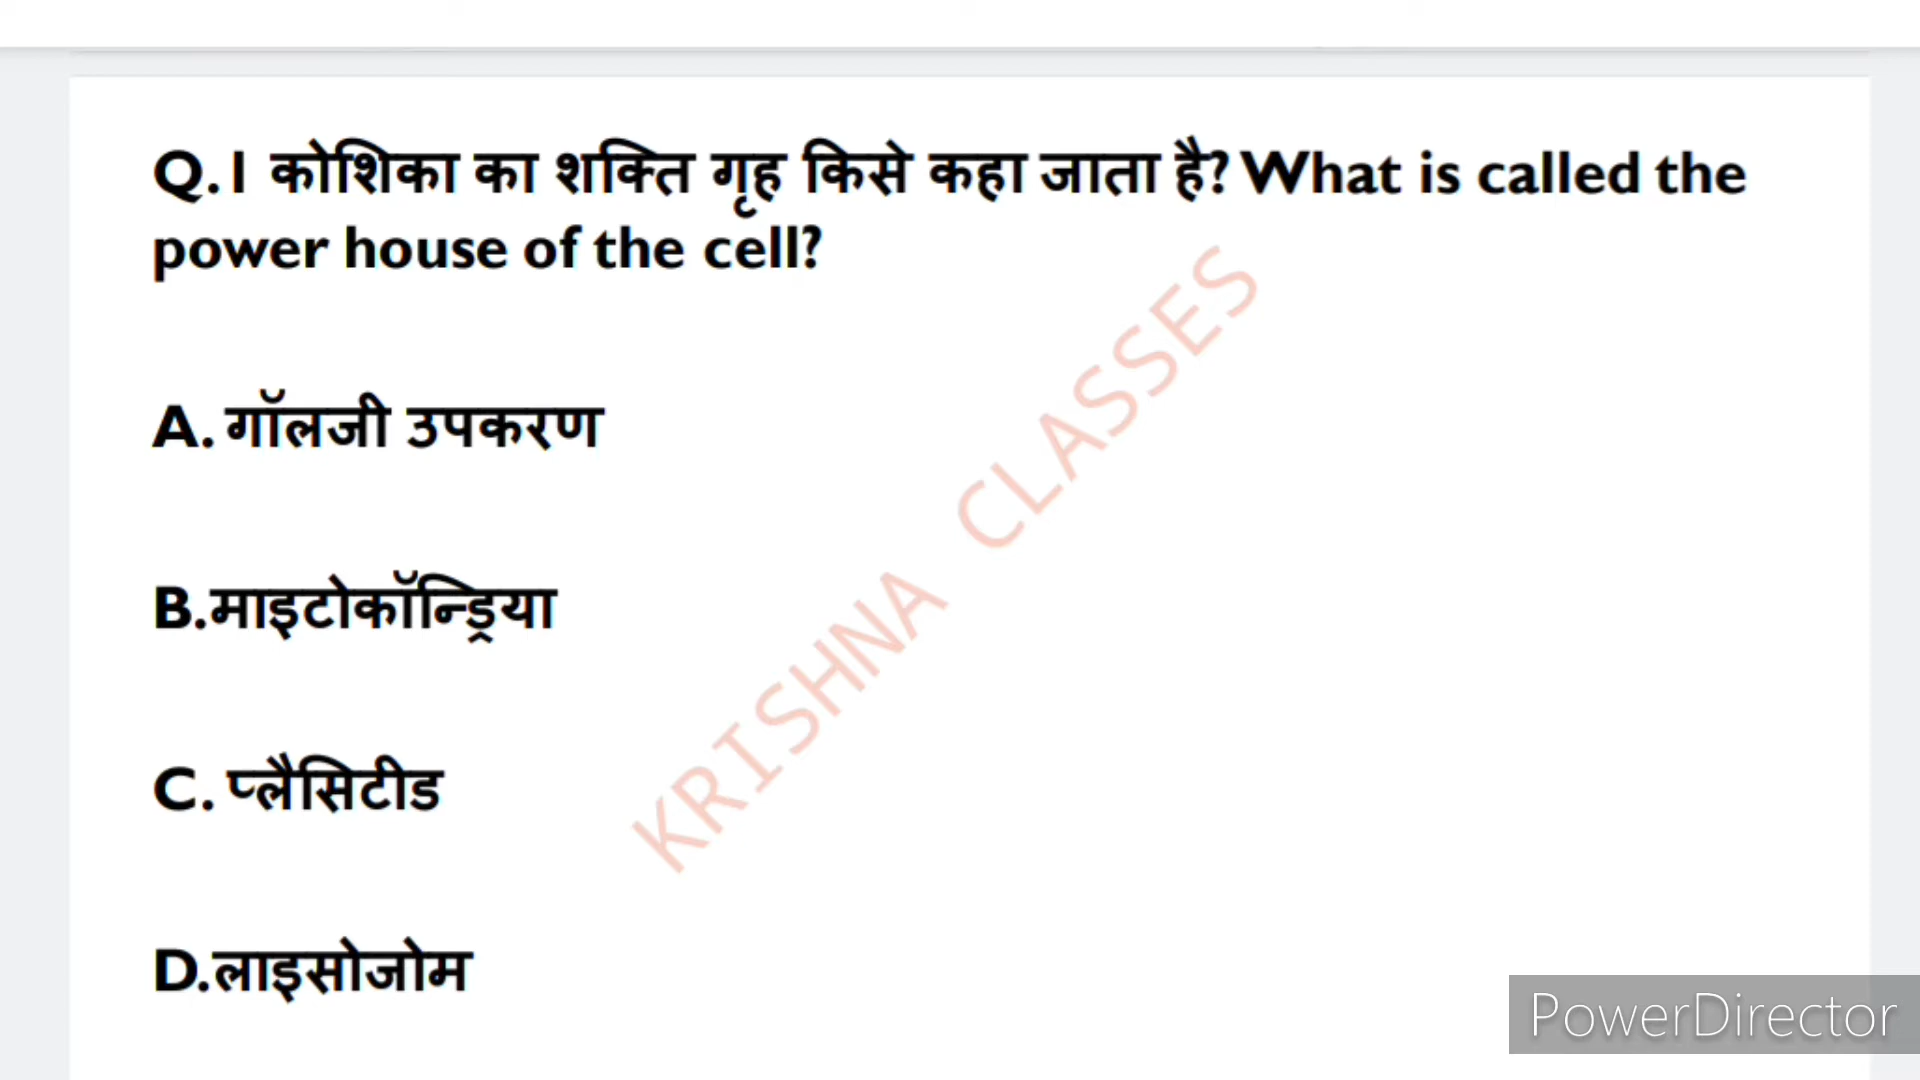 Q.1 कोशिका का शक्ति गृह किसे कहा जाता है? What is called the
power house of the cell?
A. गॉलजी उपकरण
B.माइटोकॉन्ड्रिया
C. प्लैसिटीड
D.लाइसोजोम
KRISHNA CLASSES
PowerDirector